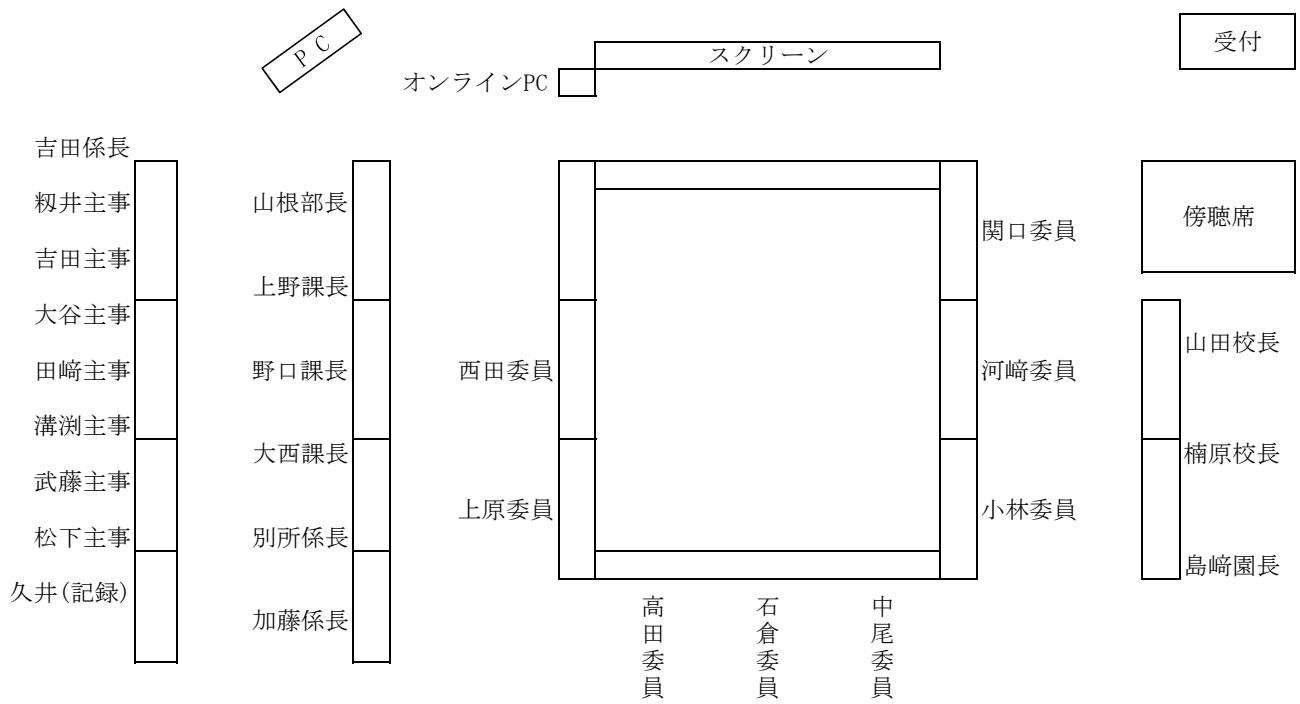 PC
スクリーン
受付
オンラインPC
吉田係長
籾井主事
吉田主事
大谷主事
田﨑主事
溝渕主事
武藤主事
松下主事
久井(記録)
山根部長
上野課長
野口課長
大西課長
別所係長
加藤係長
西田委員
上原委員
関口委員
河﨑委員
小林委員
高田委員
石倉委員
中尾委員
傍聴席
山田校長
楠原校長
島﨑園長